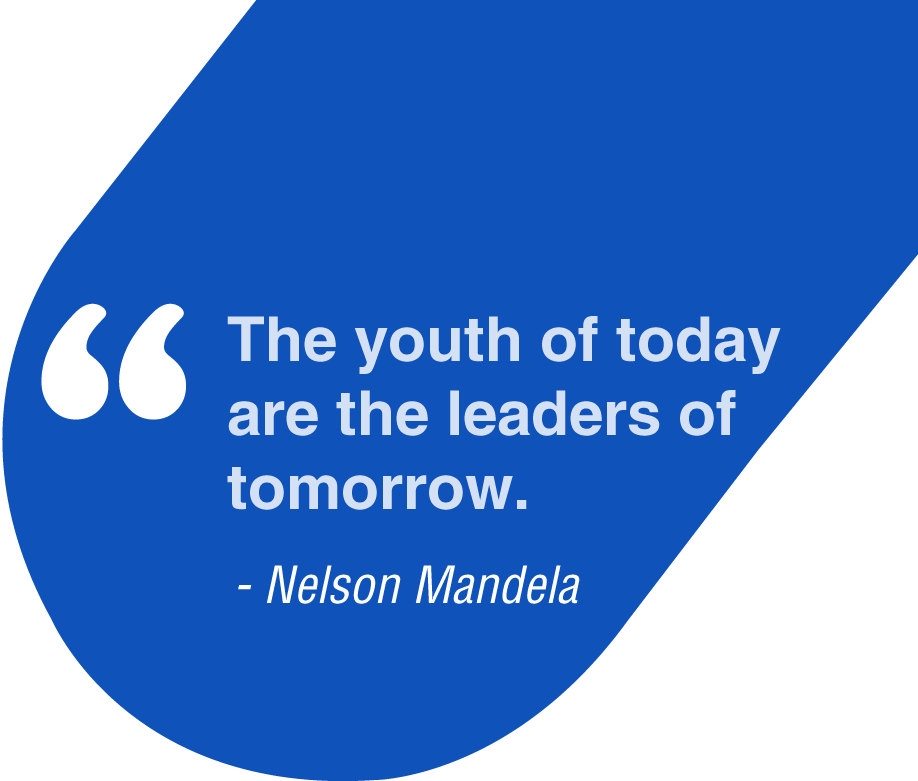 “ The youth of today
are the leaders of
tomorrow.
- Nelson Mandela